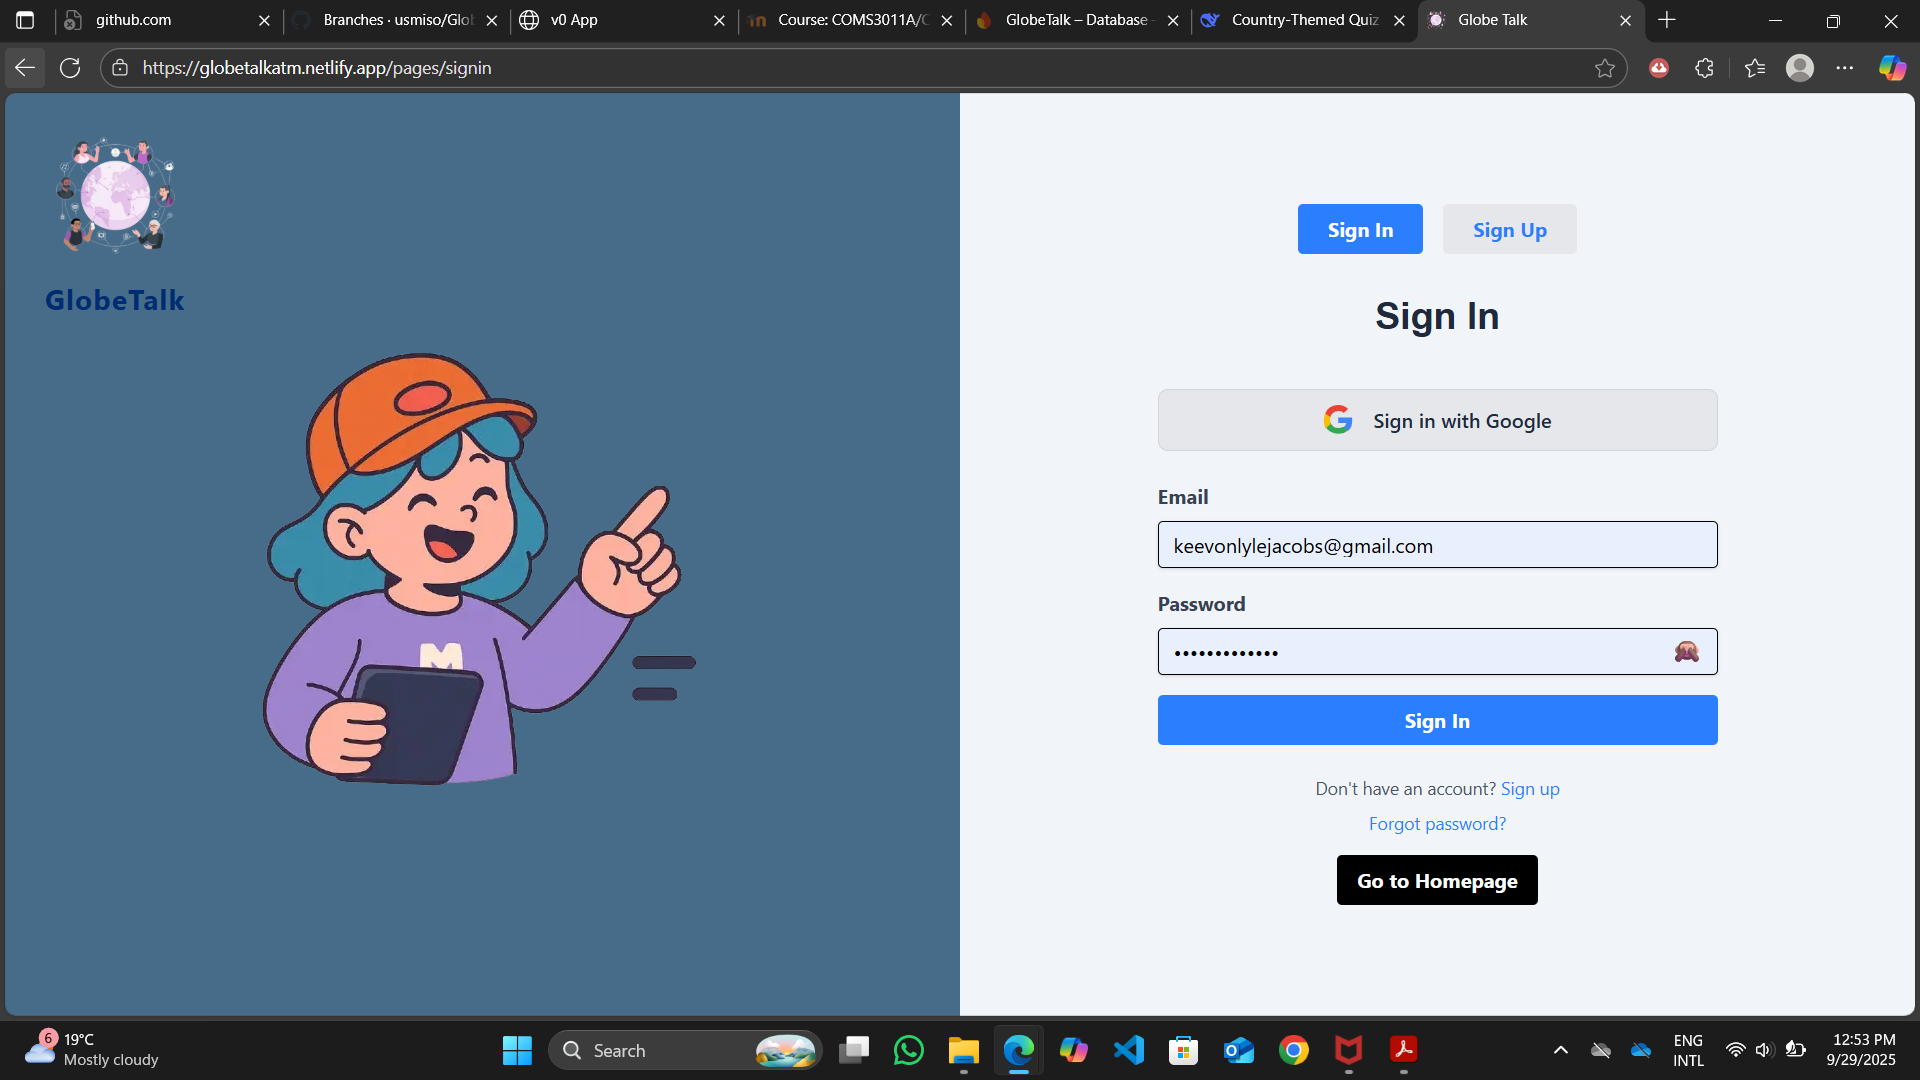 github.com
Branches · usmiso/Glob
v0 App
Course: COMS3011A/C
GlobeTalk – Database -
Country-Themed Quiz
Globe Talk
https://globetalkatm.netlify.app/pages/signin
GlobeTalk
M
Sign In
Sign Up
Sign In
Sign in with Google
Email
keevonlylejacobs@gmail.com
Password
•••••••••••••
Sign In
Don't have an account? Sign up
Forgot password?
Go to Homepage
6
19°C
Mostly cloudy
Search
ENG
INTL
12:53 PM
9/29/2025